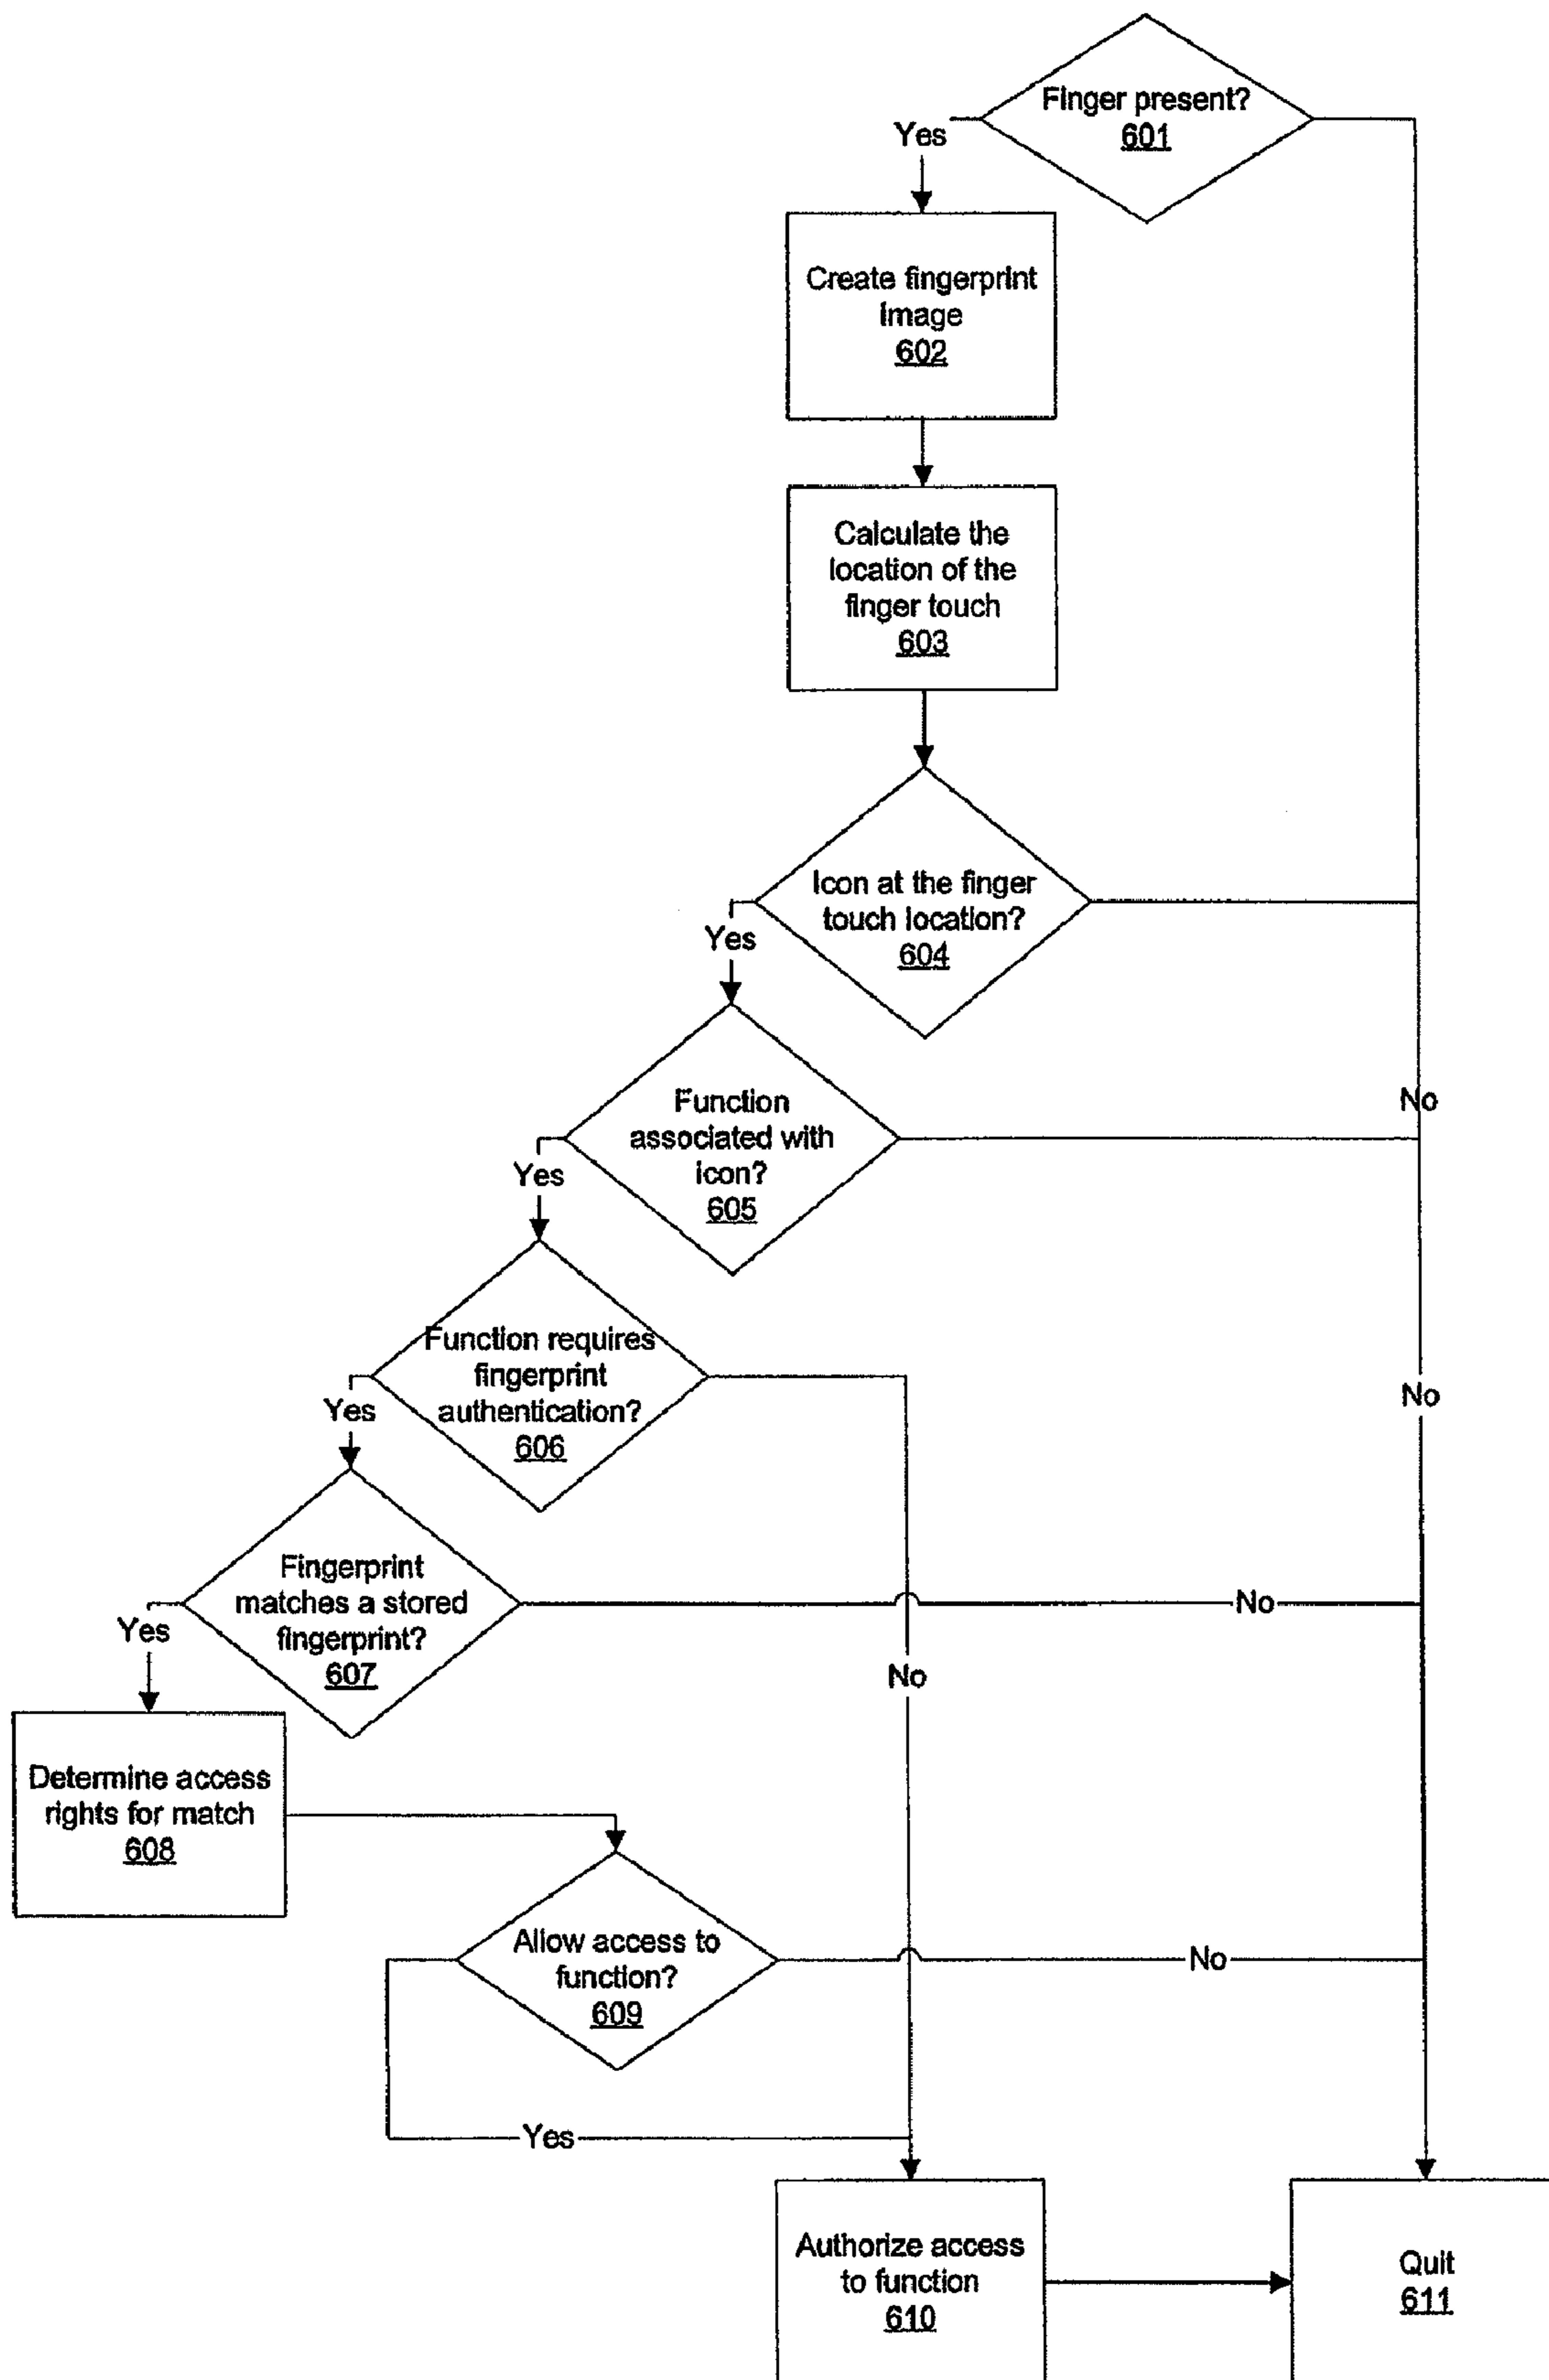 Finger present?
601
Yes
Create fingerprint
image
602
Calculate the
location of the
finger touch
603
Icon at the finger
touch location?
604
Yes
Function
associated with
icon?
605
No
Yes
Function requires
fingerprint
authentication?
606
No
Yes
Fingerprint
matches a stored
fingerprint?
607
No
Yes
No
Determine access
rights for match
608
Allow access to
function?
609
No
Yes
Authorize access
to function
610
Quit
611